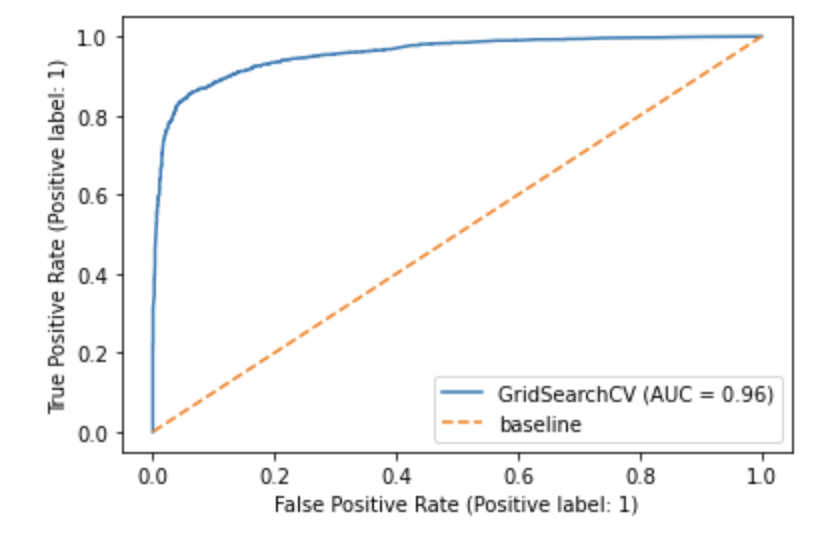 1.0
0.8
0.6
0.4
0.2
0.0
True Positive Rate (Positive label: 1)
GridSearchCV (AUC = 0.96)
baseline
0.0 0.2 0.4 0.6 0.8 1.0
False Positive Rate (Positive label: 1)